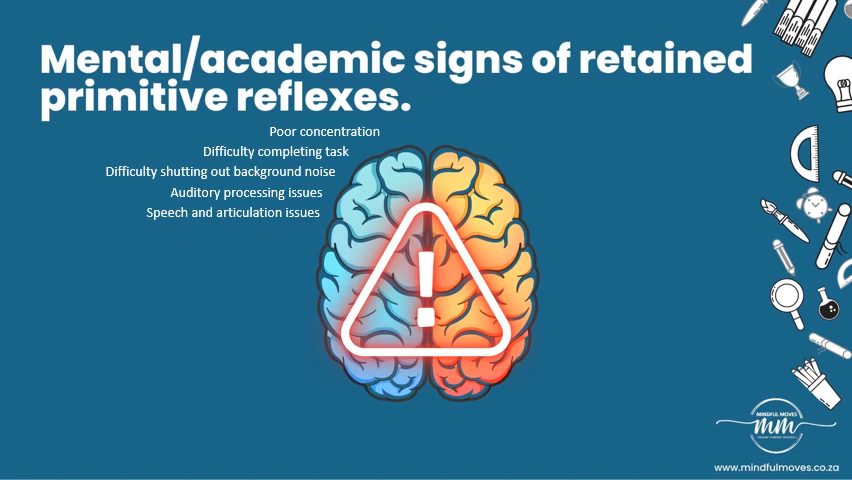 Mental/academic signs of retained
primitive reflexes.
Poor concentration
Difficulty completing task
Difficulty shutting out background noise
Auditory processing issues
Speech and articulation issues
!
MINDFUL MOVES
mm
www.mindfulmoves.co.za